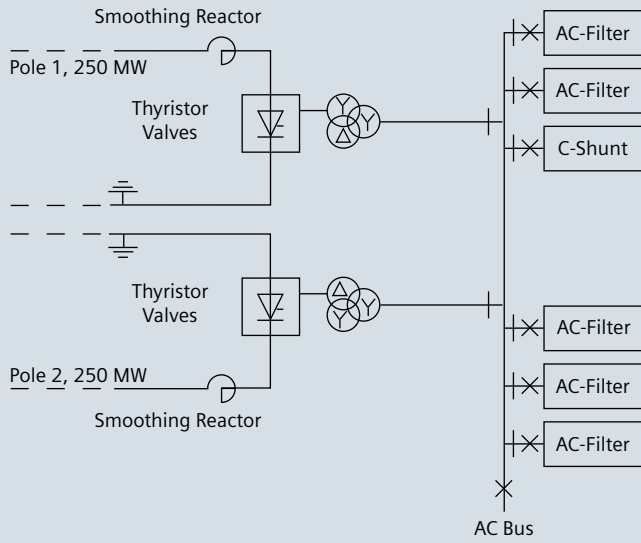 Smoothing Reactor
Pole 1, 250 MW
Thyristor
Valves
Y
Y
Δ
AC-Filter
AC-Filter
C-Shunt
Thyristor
Valves
Δ
Y
Y
Pole 2, 250 MW
Smoothing Reactor
AC-Filter
AC-Filter
AC-Filter
AC Bus